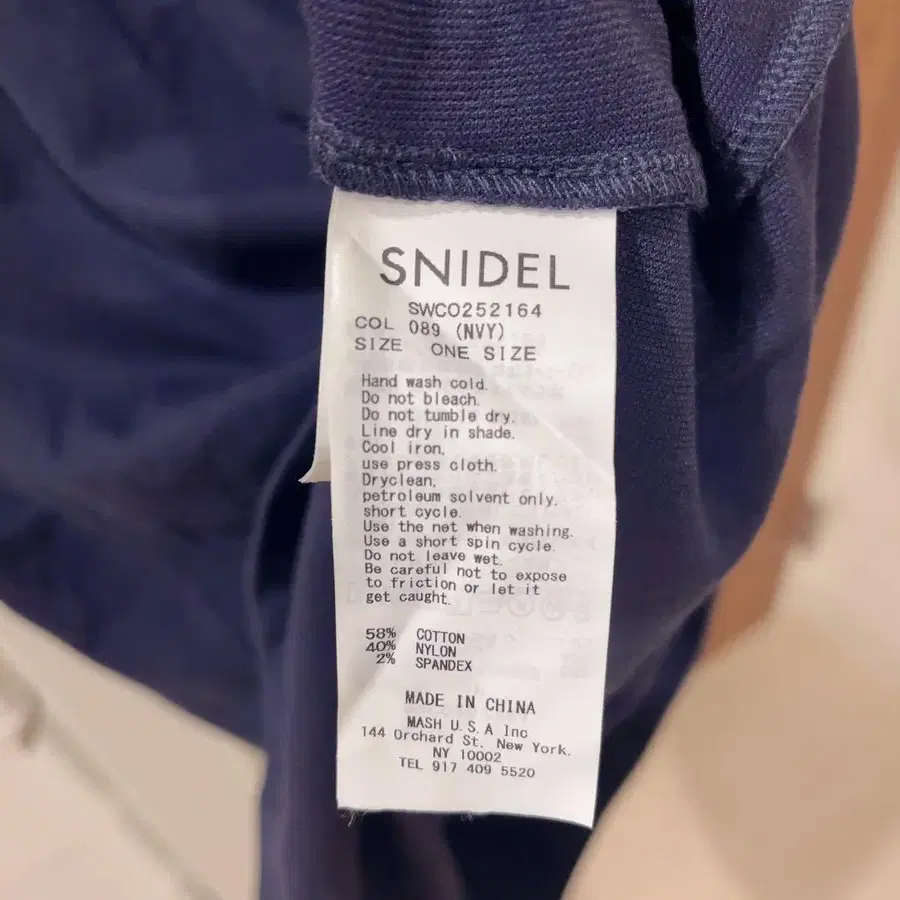 SNIDEL
SWCO252164
COL 089 (NVY)
SIZE ONE SIZE
Hand wash cold.
Do not bleach.
Do not tumble dry.
Line dry in shade.
Cool iron,
use press cloth.
Dryclean,
petroleum solvent only.
short cycle.
Use the net when washing.
Use a short spin cycle.
Do not leave wet.
Be careful not to expose
to friction or let it
get caught.
58% COTTON
40% NYLON
2% SPANDEX
MADE IN CHINA
MASH U.S.A Inc
144 Orchard St. New York.
NY 10002
TEL 917 409 5520